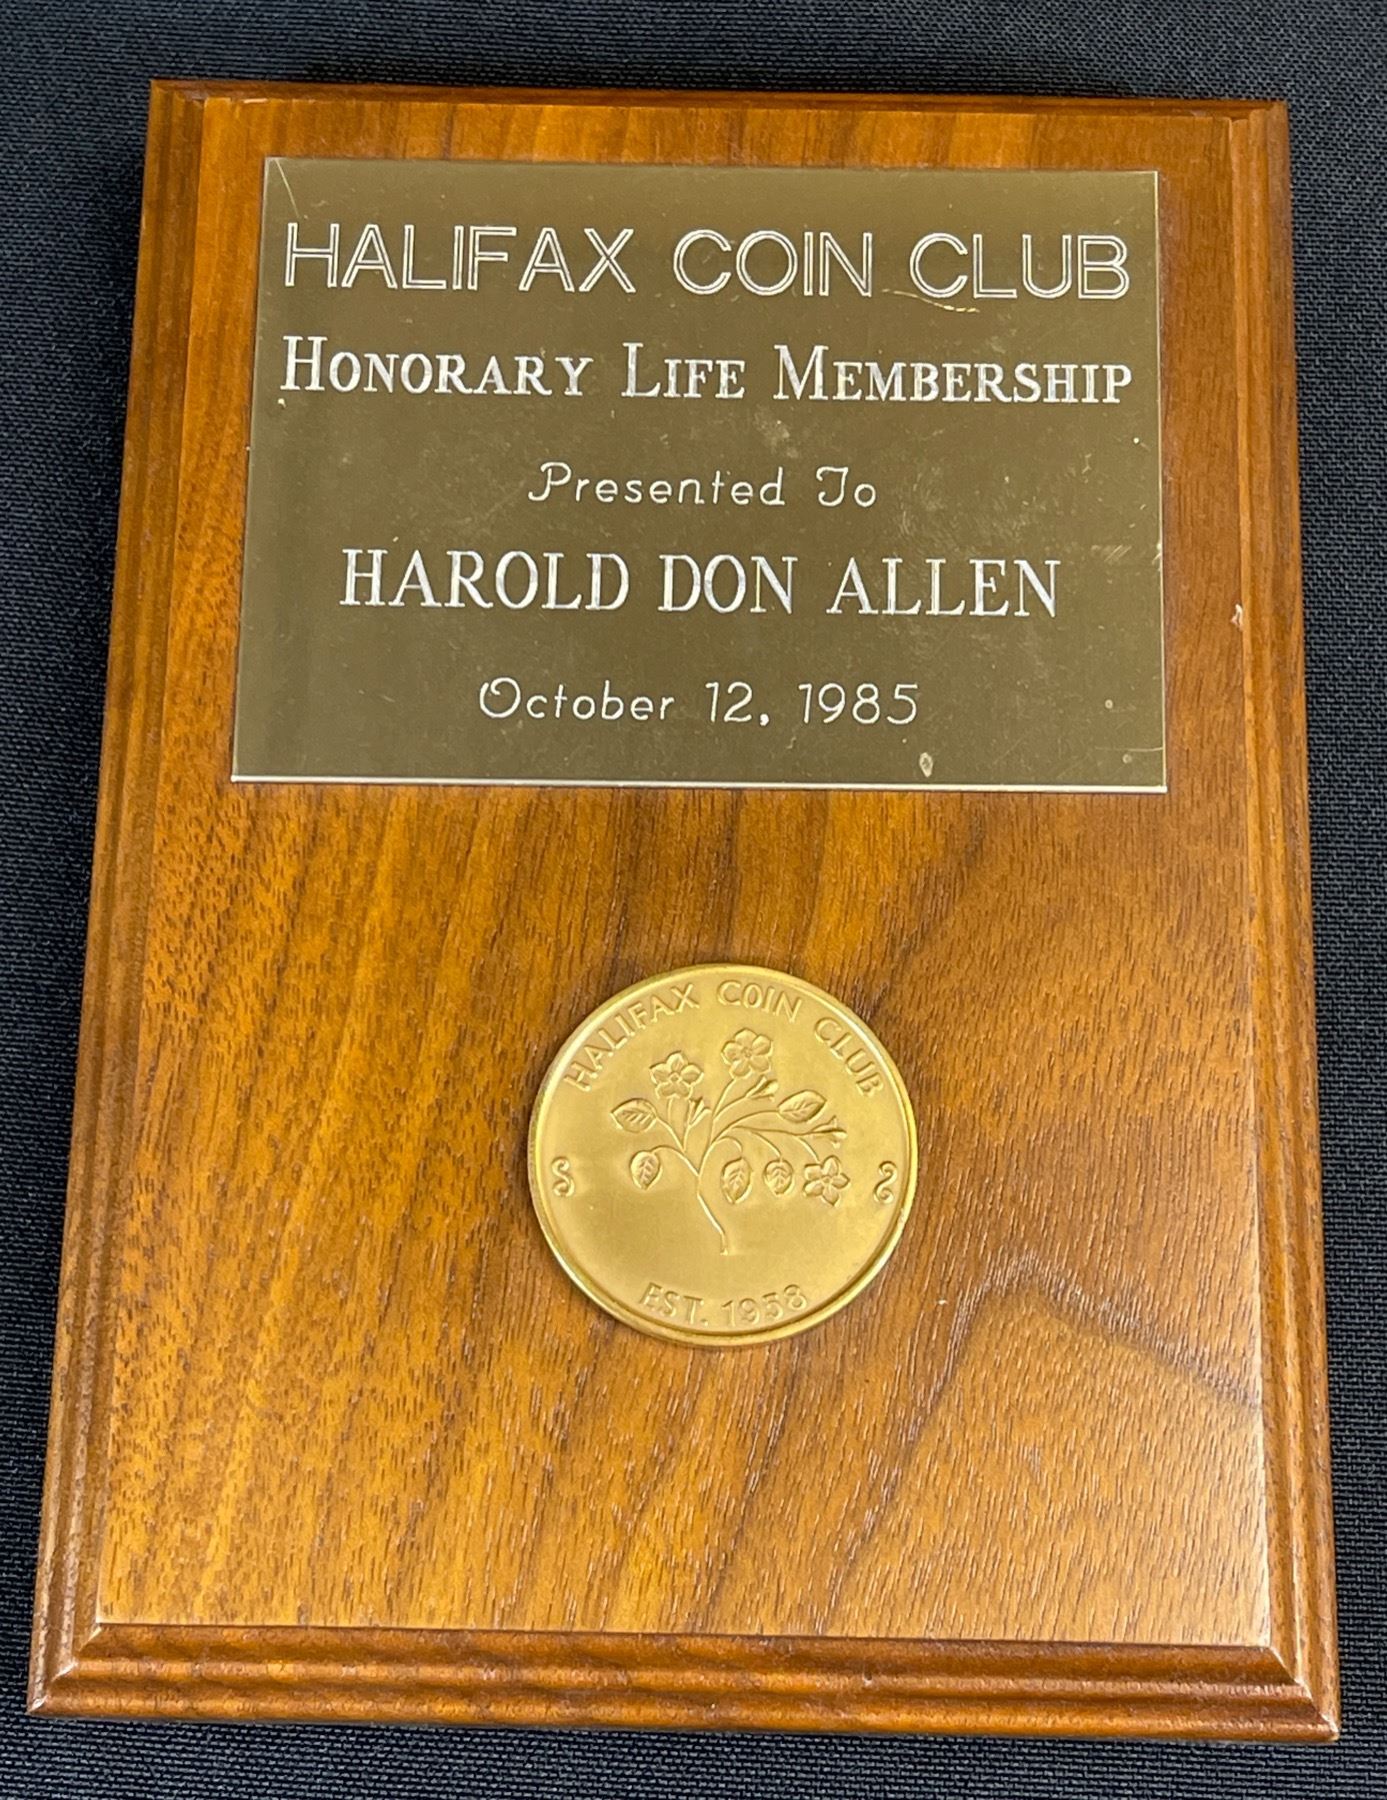 HALIFAX COIN CLUB
HONORARY LIFE MEMBERSHIP
Presented To
HAROLD DON ALLEN
October 12, 1985
HALIFAX COIN CLUB
EST. 1958